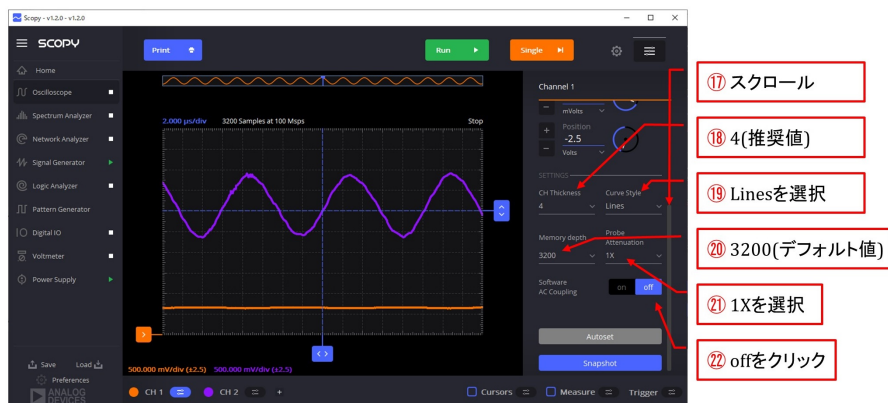 Scopy - v1.2.0 - v1.2.0
SCOPY
Print
Run
Single
Home
Oscilloscope
Spectrum Analyzer
Network Analyzer
Signal Generator
Logic Analyzer
Pattern Generator
Digital IO
Voltmeter
Power Supply
Save
Load
Preferences
ANALOG
DEVICES
2.000 µs/div
3200 Samples at 100 Msps
Stop
500.000 mV/div (±2.5)
500.000 mV/div (±2.5)
CH 1
CH 2
+
Cursors
Measure
Trigger
Channel 1
mVolts
Position
-2.5
Volts
SETTINGS
CH Thickness
Curve Style
4
Lines
Memory depth
Probe
Attenuation
3200
1X
Software
AC Coupling
on
off
Autoset
Snapshot
⑰ スクロール
⑱ 4(推奨値)
⑲ Linesを選択
⑳ 3200(デフォルト値)
㉑ 1Xを選択
㉒ offをクリック